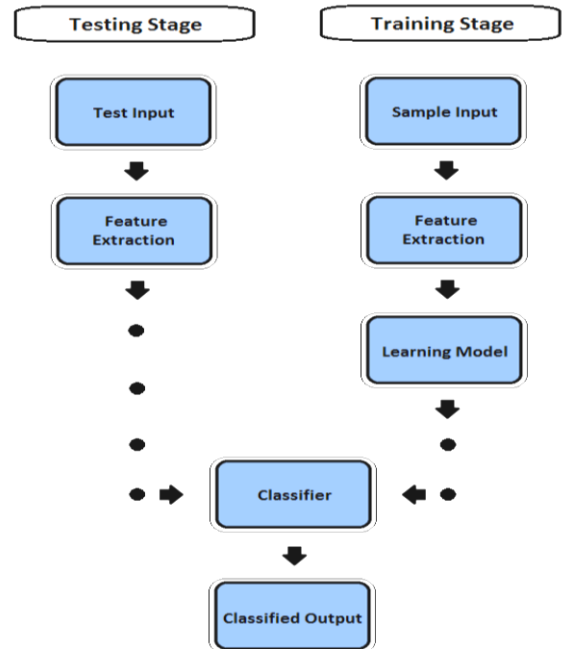 Testing Stage
Training Stage
Test Input
Sample Input
Feature
Extraction
Feature
Extraction
Learning Model
Classifier
Classified Output